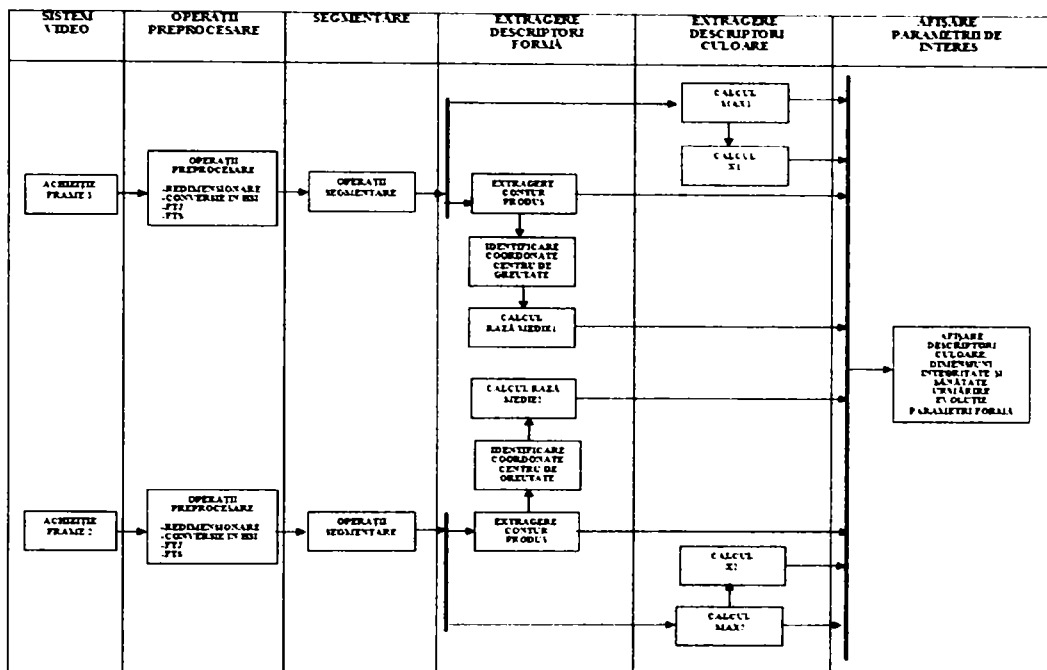 SISTEM
VIDEO
OPERAȚII
PREPROCESARE
SEGMENTARE
EXTRAGERE
DESCRIPTORI
FORMĂ
EXTRAGERE
DESCRIPTORI
CULOARE
AFIȘARE
PARAMETRII DE
INTERES
CALCUL
MAX1
CALCUL
X1
ACHIZIȚIE
FRAME 1
OPERAȚII
PREPROCESARE
-REDIMENSIONARE
-CONVERSIE IN HSI
-FTJ
-FTS
OPERAȚII
SEGMENTARE
EXTRAGERE
CONTUR
PRODUS
IDENTIFICARE
COORDONATE
CENTRU DE
GREUTATE
CALCUL
RAZĂ MEDIE1
AFIȘARE
DESCRIPTORI
CULOARE,
DIMENSIUNI
INTEGRITATE ȘI
SĂNĂTATE
URMĂRIRE
EVOLUȚIE
PARAMETRI FORMĂ
CALCUL RAZĂ
MEDIE2
IDENTIFICARE
COORDONATE
CENTRU DE
GREUTATE
ACHIZIȚIE
FRAME 2
OPERAȚII
PREPROCESARE
-REDIMENSIONARE
-CONVERSIE IN HSI
-FTJ
-FTS
OPERAȚII
SEGMENTARE
EXTRAGERE
CONTUR
PRODUS
CALCUL
X2
CALCUL
MAX2